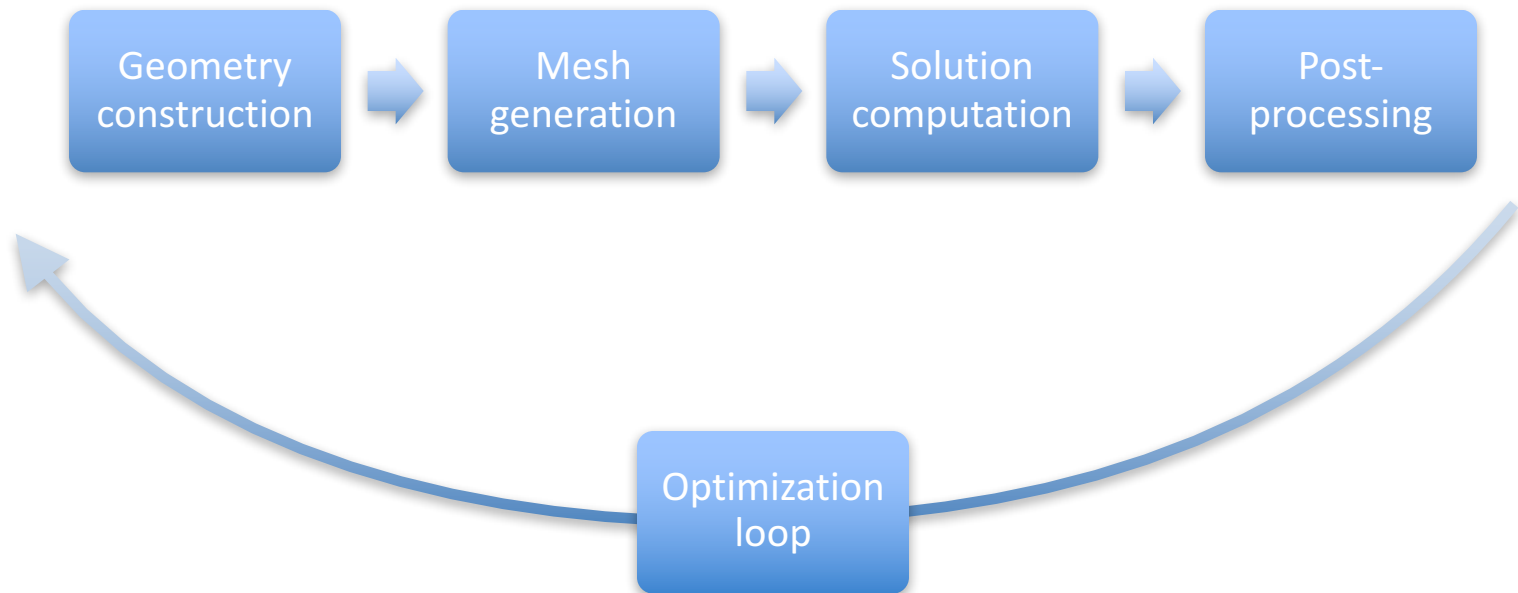 Geometry
construction
Mesh
generation
Solution
computation
Post-
processing
Optimization
loop